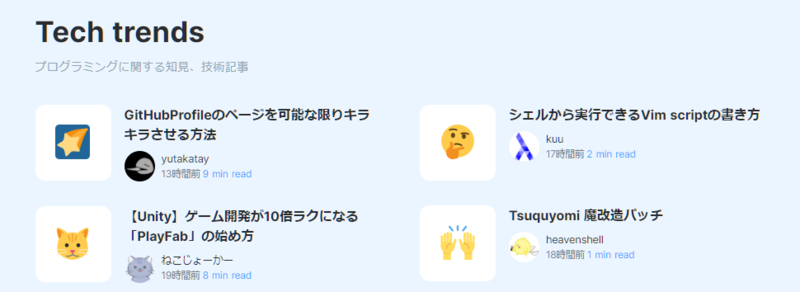 Tech trends
プログラミングに関する知見、技術記事
GitHubProfileのページを可能な限りキラ
キラさせる方法
yutakatay
13時間前 9 min read
シェルから実行できるVim scriptの書き方
kuu
17時間前 2 min read
【Unity】ゲーム開発が10倍ラクになる
「PlayFab」の始め方
ねこじょーかー
19時間前 8 min read
Tsuquyomi 魔改造パッチ
heavenshell
18時間前 1 min read